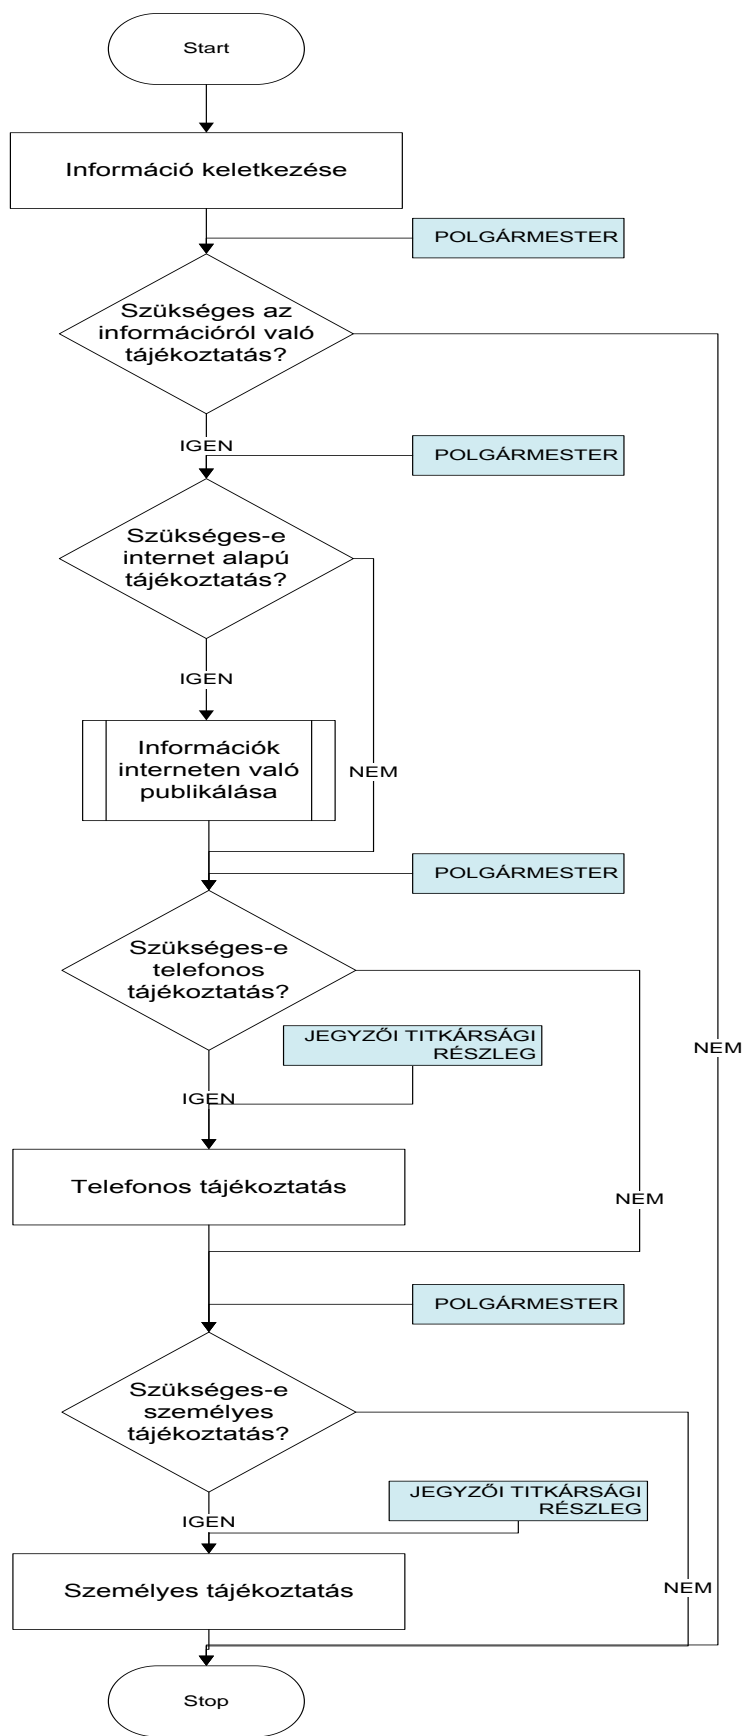 Start
Információ keletkezése
POLGÁRMESTER
Szükséges az
információról való
tájékoztatás?
IGEN
POLGÁRMESTER
Szükséges-e
internet alapú
tájékoztatás?
IGEN
Információk
interneten való
publikálása
NEM
POLGÁRMESTER
Szükséges-e
telefonos
tájékoztatás?
JEGYZŐI TITKÁRSÁGI
RÉSZLEG
NEM
IGEN
Telefonos tájékoztatás
NEM
POLGÁRMESTER
Szükséges-e
személyes
tájékoztatás?
JEGYZŐI TITKÁRSÁGI
RÉSZLEG
IGEN
Személyes tájékoztatás
NEM
Stop